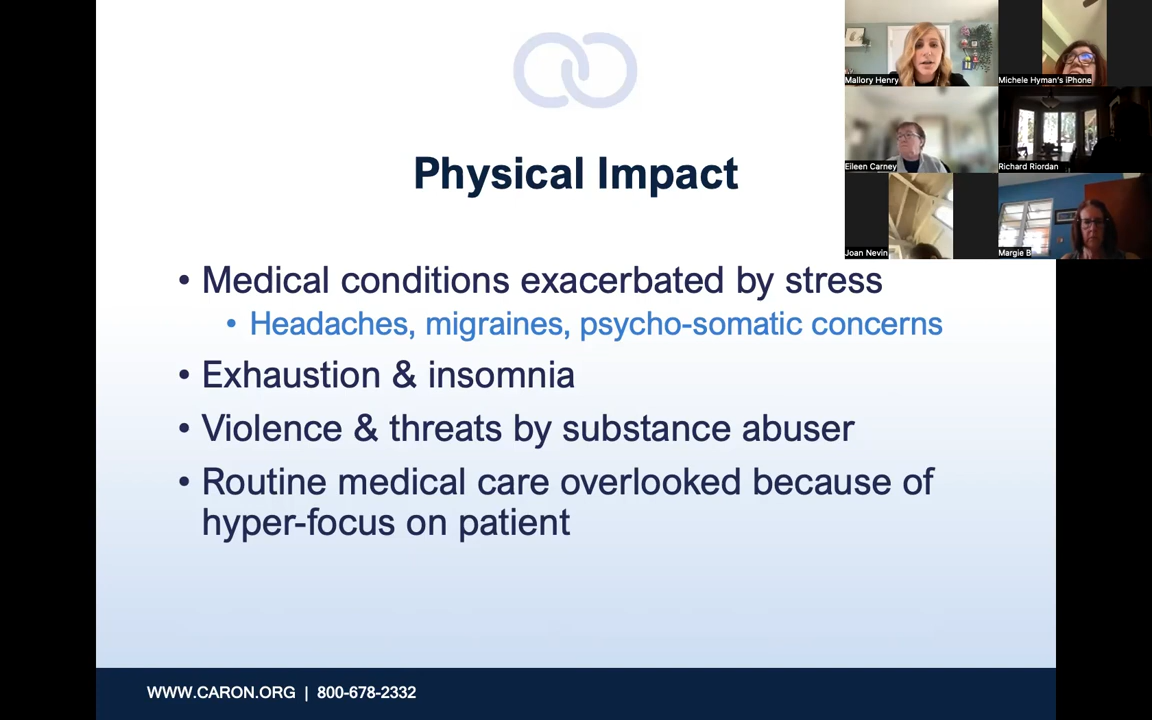 Physical Impact
• Medical conditions exacerbated by stress
• Headaches, migraines, psycho-somatic concerns
• Exhaustion & insomnia
• Violence & threats by substance abuser
• Routine medical care overlooked because of
hyper-focus on patient
WWW.CARON.ORG | 800-678-2332
Mallory Henry
Michele Hyman's iPhone
Eileen Carney
Richard Riordan
Joan Nevin
Margie B